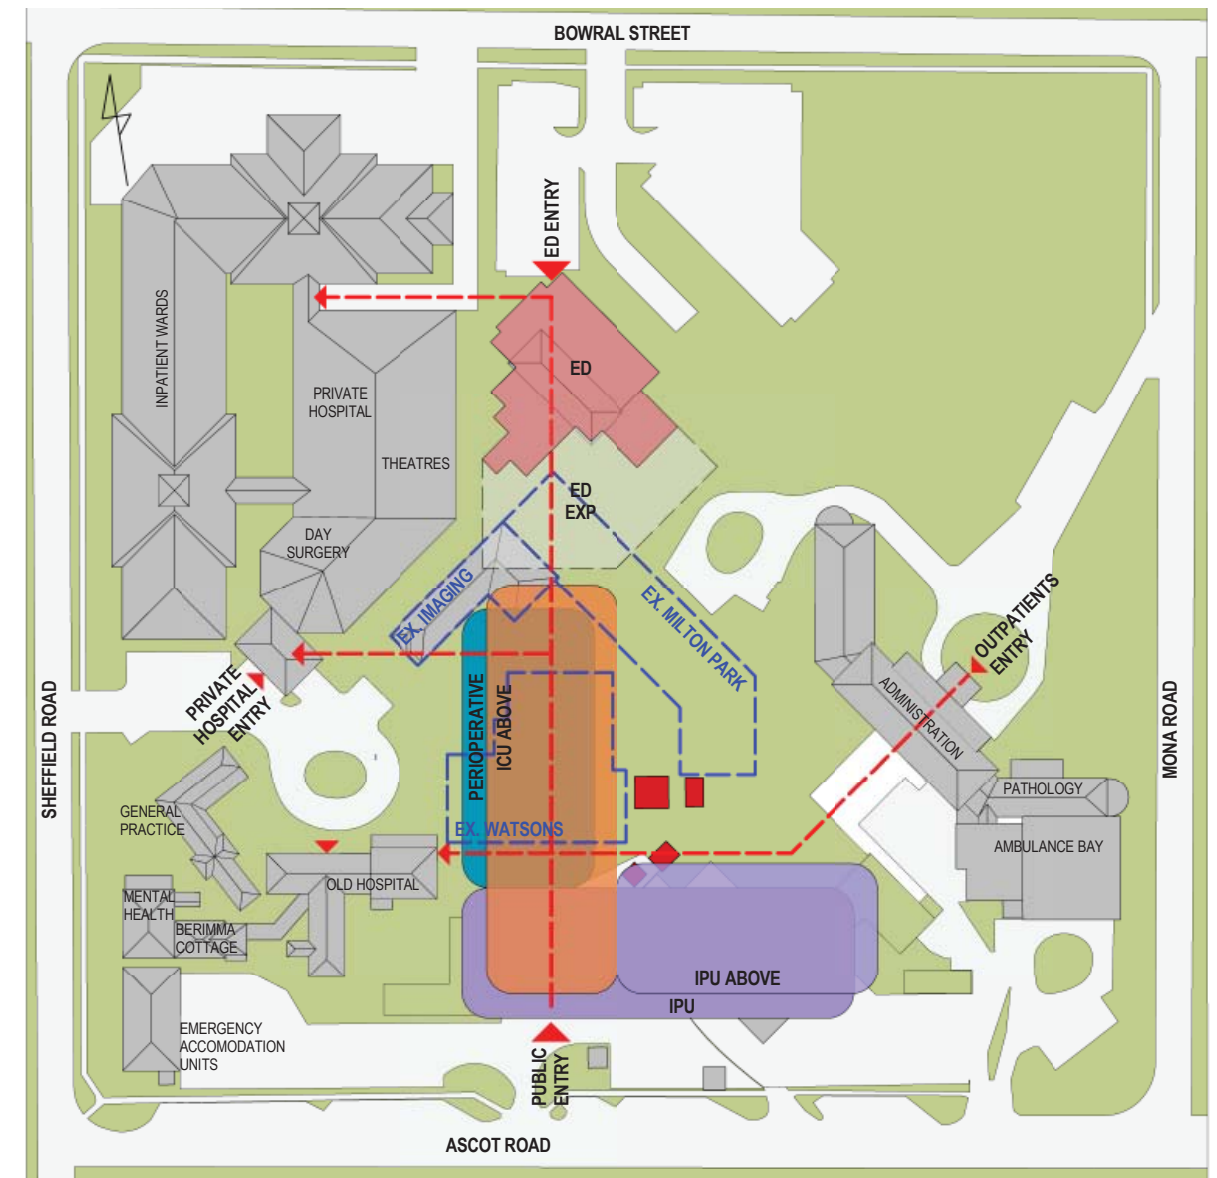 BOWRAL STREET
ED ENTRY
INPATIENT WARDS
PRIVATE
HOSPITAL
THEATRES
ED
ED
EXP
DAY
SURGERY
EX. IMAGING
EX. MILTON PARK
OUTPATIENTS
ENTRY
PRIVATE
HOSPITAL
ENTRY
PERIOPERATIVE
ICU ABOVE
ADMINISTRATION
SHEFFIELD ROAD
MONA ROAD
PATHOLOGY
GENERAL
PRACTICE
EX. WATSONS
AMBULANCE BAY
OLD HOSPITAL
MENTAL
HEALTH
BERIMMA
COTTAGE
IPU ABOVE
IPU
EMERGENCY
ACCOMODATION
UNITS
PUBLIC
ENTRY
ASCOT ROAD